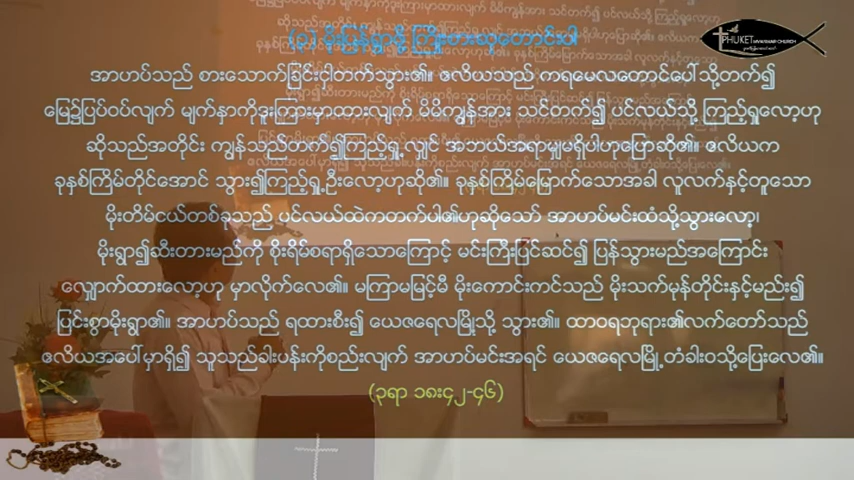 (၃) မိုးပြန်ရွာဖို့ ကြိုးစားဆုတောင်းပါ
PHUKET MYANMAR CHURCH
အာဟပ်သည် စားသောက်ခြင်းငှါတက်သွား၏။ ဧလိယသည် ကရမေလတောင်ပေါ်သို့တက်၍
မြေ၌ပြပ်ဝပ်လျက် မျက်နှာကိုဒူးကြားမှာထားလျက် မိမိကျွန်အား သင်တက်၍ ပင်လယ်သို့ ကြည့်ရှုလော့ဟု
ဆိုသည်အတိုင်း ကျွန်သည်တက်၍ကြည့်ရှု့လျှင် အဘယ်အရာမျှမရှိပါဟုပြောဆို၏။ ဧလိယက
ခုနစ်ကြိမ်တိုင်အောင် သွား၍ကြည့်ရှု့ဦးလော့ဟုဆို၏။ ခုနစ်ကြိမ်မြောက်သောအခါ လူလက်နှင့်တူသော
မိုးတိမ်ငယ်တစ်ခုသည် ပင်လယ်ထဲကတက်ပါ၏ဟုဆိုသော် အာဟပ်မင်းထံသို့သွားလော့၊
မိုးရွာ၍ဆီးတားမည်ကို စိုးရိမ်စရာရှိသောကြောင့် မင်းကြီးပြင်ဆင်၍ ပြန်သွားမည်အကြောင်း
လျှောက်ထားလောဟု မှာလိုက်လေ၏။ မကြာမမြင့်မီ မိုးကောင်းကင်သည် မိုးသက်မုန်တိုင်းနှင့်မည်း၍
ပြင်းစွာမိုးရွာ၏။ အာဟပ်သည် ရထားစီး၍ ယေဇရေလမြို့သို့ သွား၏။ ထာဝရဘုရား၏လက်တော်သည်
ဧလိယအပေါ်မှာရှိ၍ သူသည်ခါးပန်းကိုစည်းလျက် အာဟပ်မင်းအရင် ယေဇရေလမြို့တံခါးဝသို့ပြေးလေ၏။
(၃ရာ ၁၈း၄၂-၄၆)